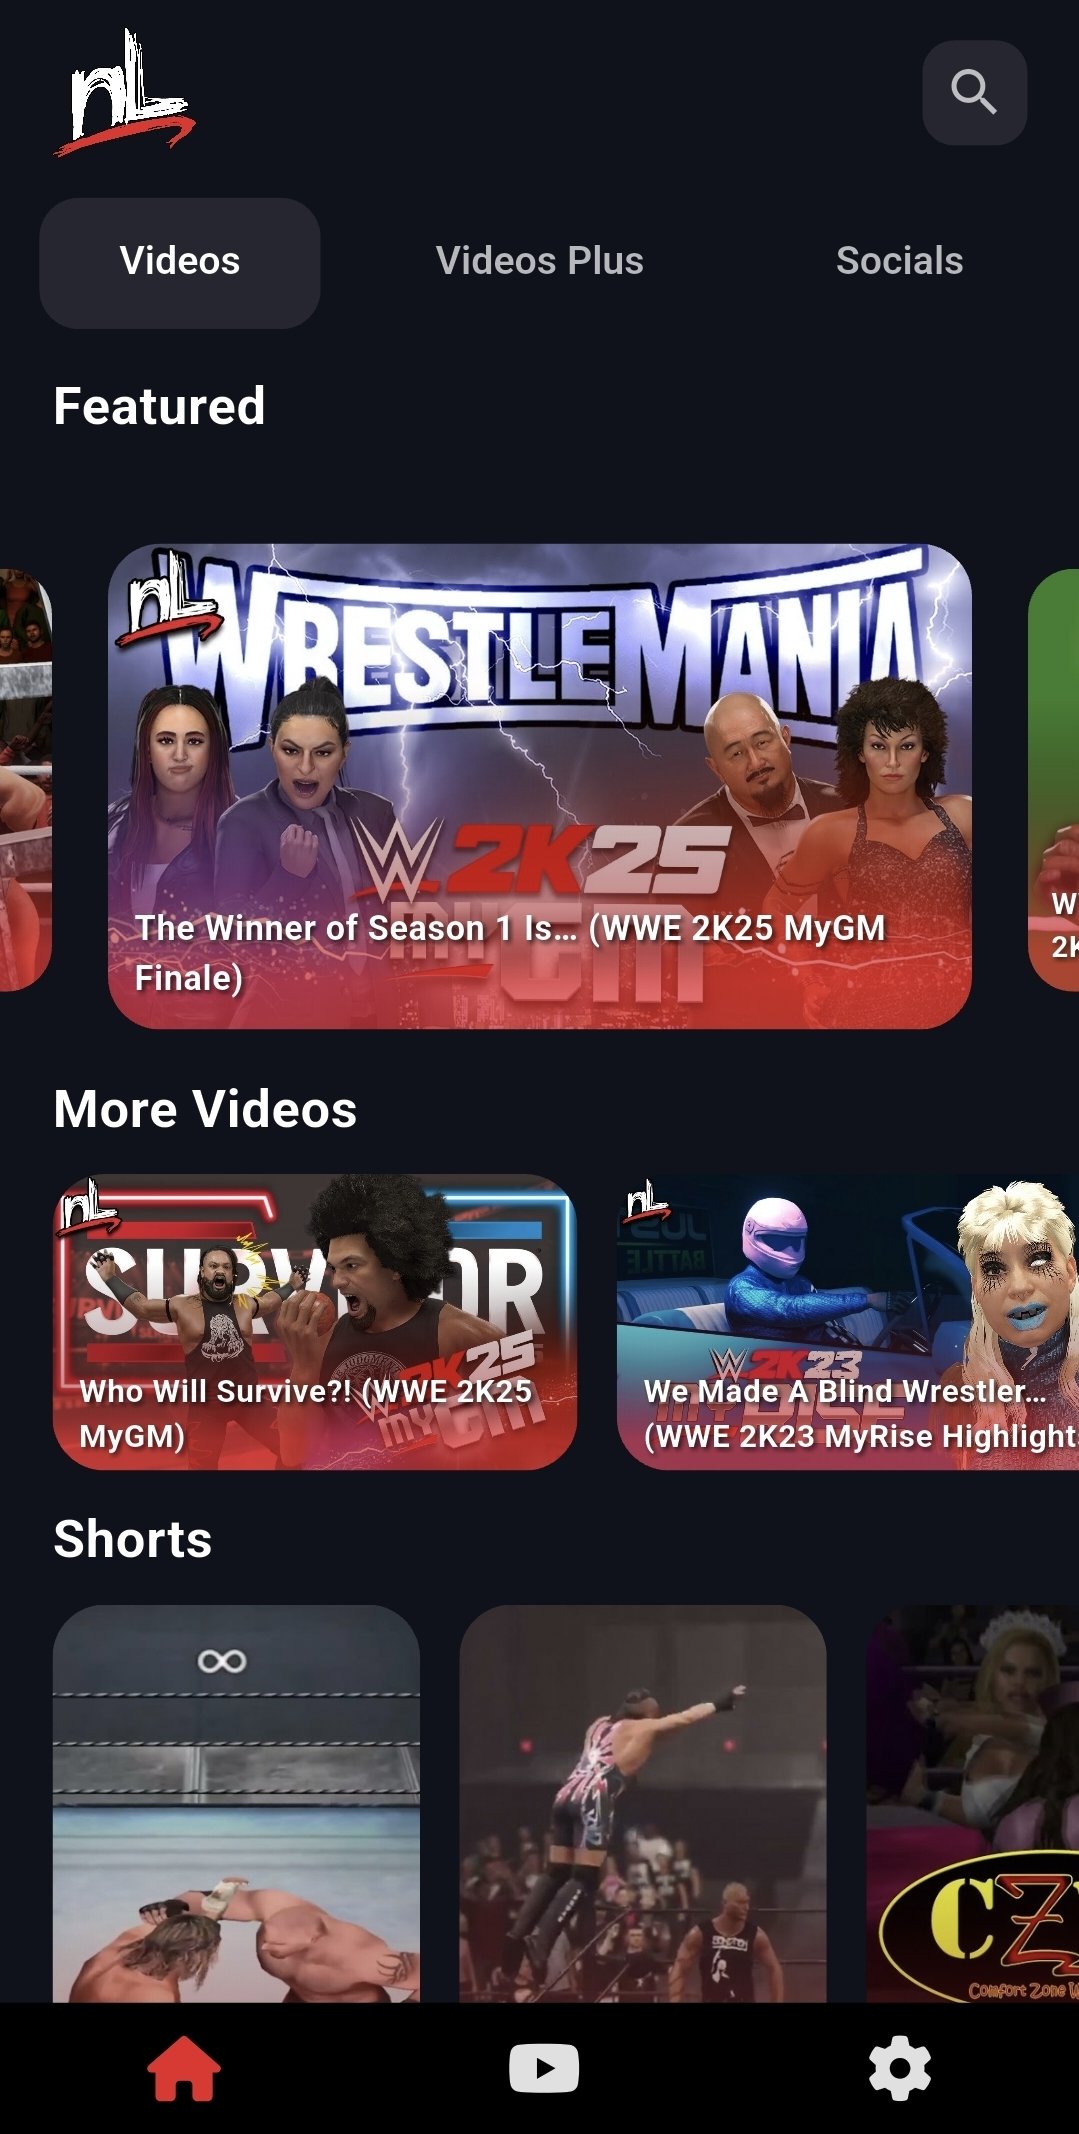 nL
Videos
Videos Plus
Socials
Featured
nL
WRESTLEMANIA
W 2K25
MyGM
The Winner of Season 1 Is... (WWE 2K25 MyGM
Finale)
W
2K
More Videos
nL
SURVIVOR
2K25
MyGM
Who Will Survive?! (WWE 2K25
MyGM)
nL
BATTLE
W 2K23
MyRISE
We Made A Blind Wrestler...
(WWE 2K23 MyRise Highlights
Shorts
CZ
Comfort Zone W